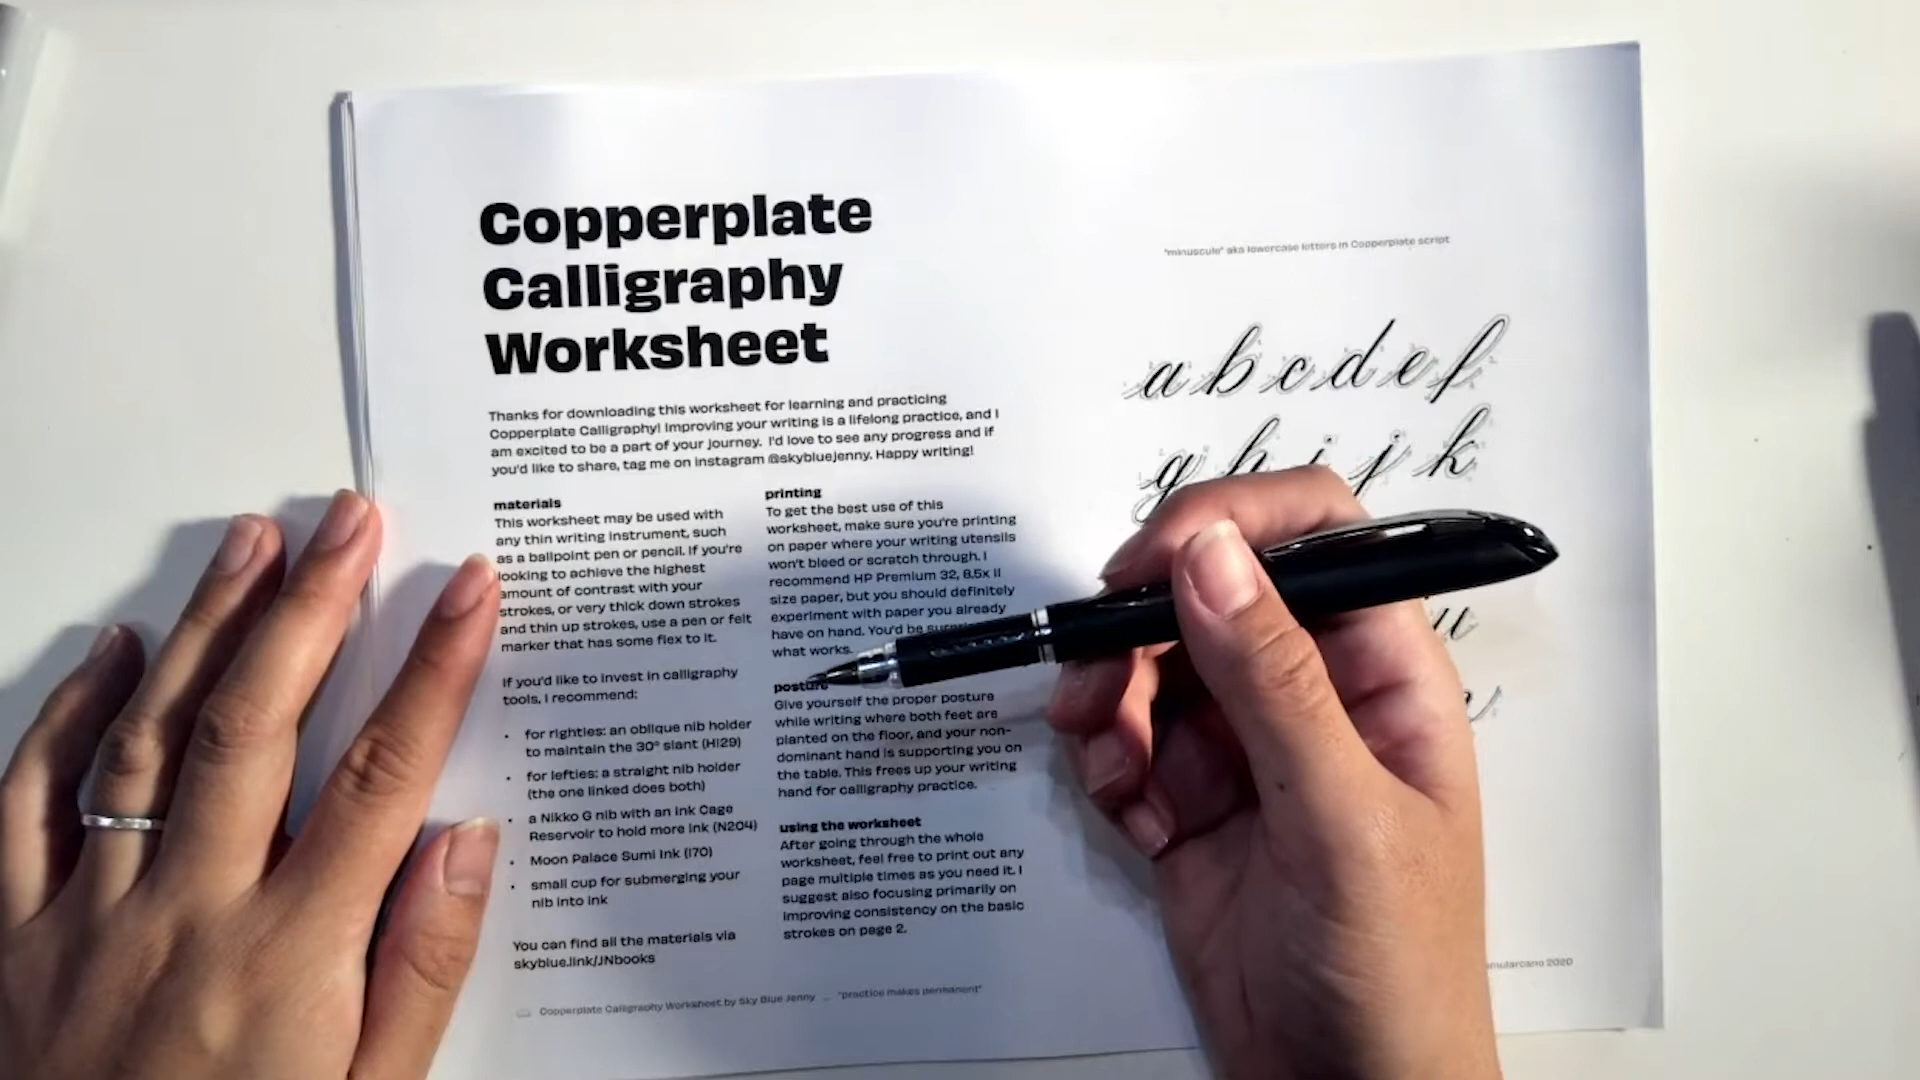 Copperplate
Calligraphy
Worksheet
Thanks for downloading this worksheet for learning and practicing
Copperplate Calligraphy! Improving your writing is a lifelong practice, and I
am excited to be a part of your journey. I'd love to see any progress and if
you'd like to share, tag me on instagram @skybluejenny. Happy writing!
materials
This worksheet may be used with
any thin writing instrument, such
as a ballpoint pen or pencil. If you're
looking to achieve the highest
amount of contrast with your
strokes, or very thick down strokes
and thin up strokes, use a pen or felt
marker that has some flex to it.
If you'd like to invest in calligraphy
tools, I recommend:
• for righties: an oblique nib holder
to maintain the 30° slant (H129)
• for lefties: a straight nib holder
(the one linked does both)
• a Nikko G nib with an Ink Cage
Reservoir to hold more ink (N204)
• Moon Palace Sumi Ink (I70)
• small cup for submerging your
nib into ink
You can find all the materials via
skyblue.link/JNbooks
printing
To get the best use of this
worksheet, make sure you're printing
on paper where your writing utensils
won't bleed or scratch through. I
recommend HP Premium 32, 8.5x11
size paper, but you should definitely
experiment with paper you already
have on hand. You'd be
what works.
posture
Give yourself the proper posture
while writing where both feet are
planted on the floor, and your non-
dominant hand is supporting you on
the table. This frees up your writing
hand for calligraphy practice.
using the worksheet
After going through the whole
worksheet, feel free to print out any
page multiple times as you need it. I
suggest also focusing primarily on
improving consistency on the basic
strokes on page 2.
Copperplate Calligraphy Worksheet by Sky Blue Jenny — "practice makes permanent"
"minuscule" aka lowercase letters in Copperplate script
a b c d e f
g h i j k
u
2020